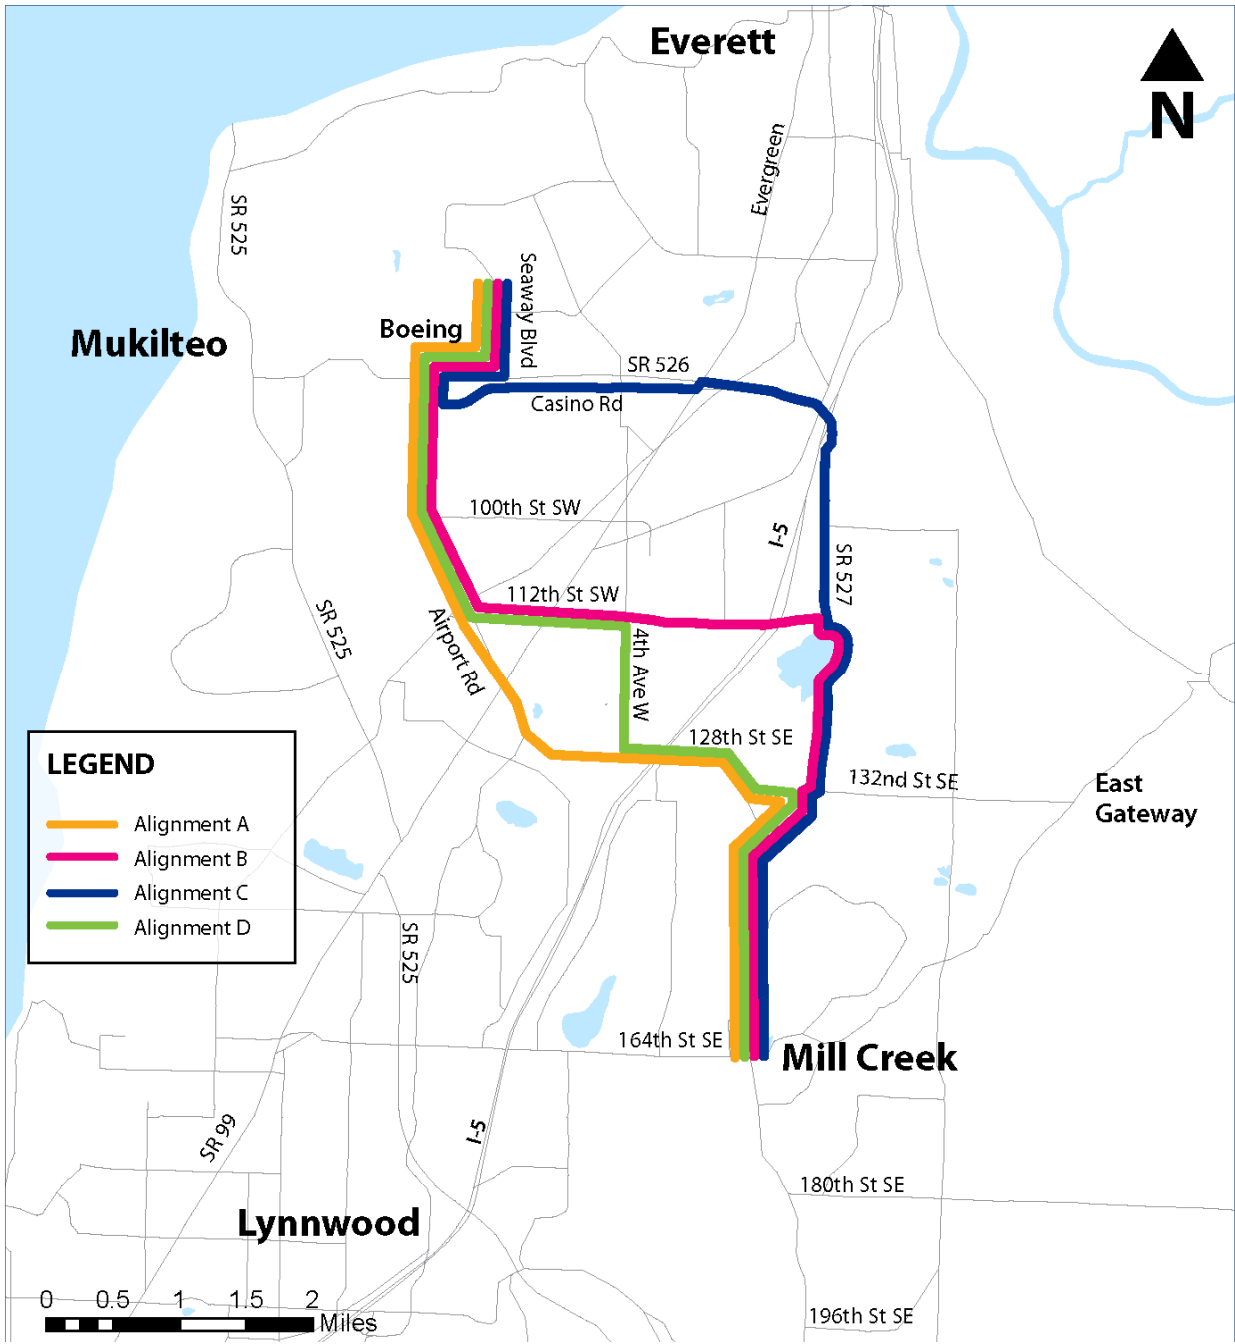 Everett
N
Evergreen
SR 525
Seaway Blvd
Boeing
Mukilteo
SR 526
Casino Rd
100th St SW
I-5
SR 527
112th St SW
SR 525
Airport Rd
4th Ave W
128th St SE
132nd St SE
East
Gateway
LEGEND
Alignment A
Alignment B
Alignment C
Alignment D
SR 525
164th St SE
Mill Creek
SR 99
I-5
180th St SE
Lynnwood
0 0.5 1 1.5 2
Miles
196th St SE